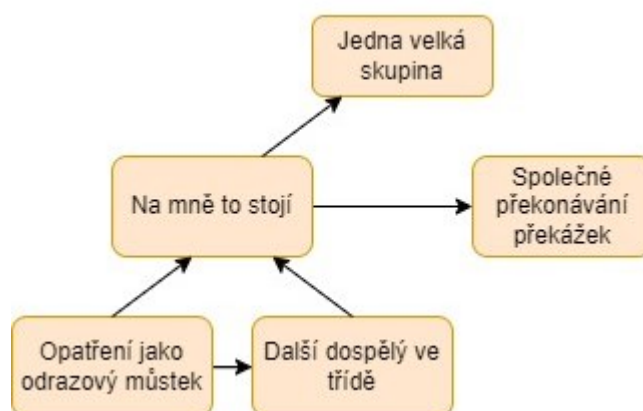 Jedna velká
skupina
Na mně to stojí
Společné
překonávání
překážek
Opatření jako
odrazový můstek
Další dospělý ve
třídě